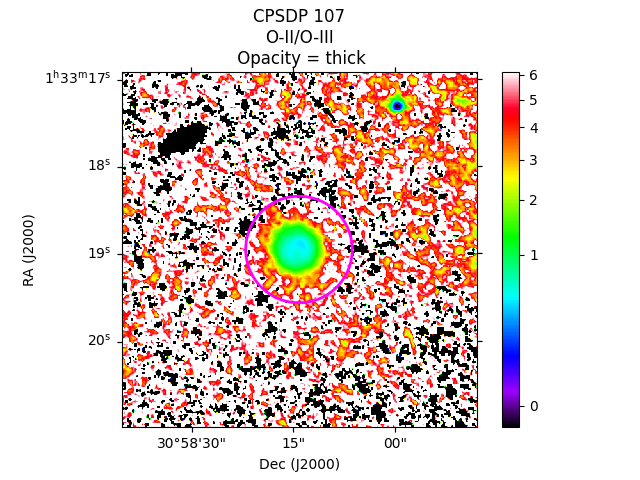 CPSDP 107
O-II/O-III
Opacity = thick
1ʰ33ᵐ17ˢ
18ˢ
19ˢ
20ˢ
RA (J2000)
30°58'30" 15" 00"
Dec (J2000)
6
5
4
3
2
1
0